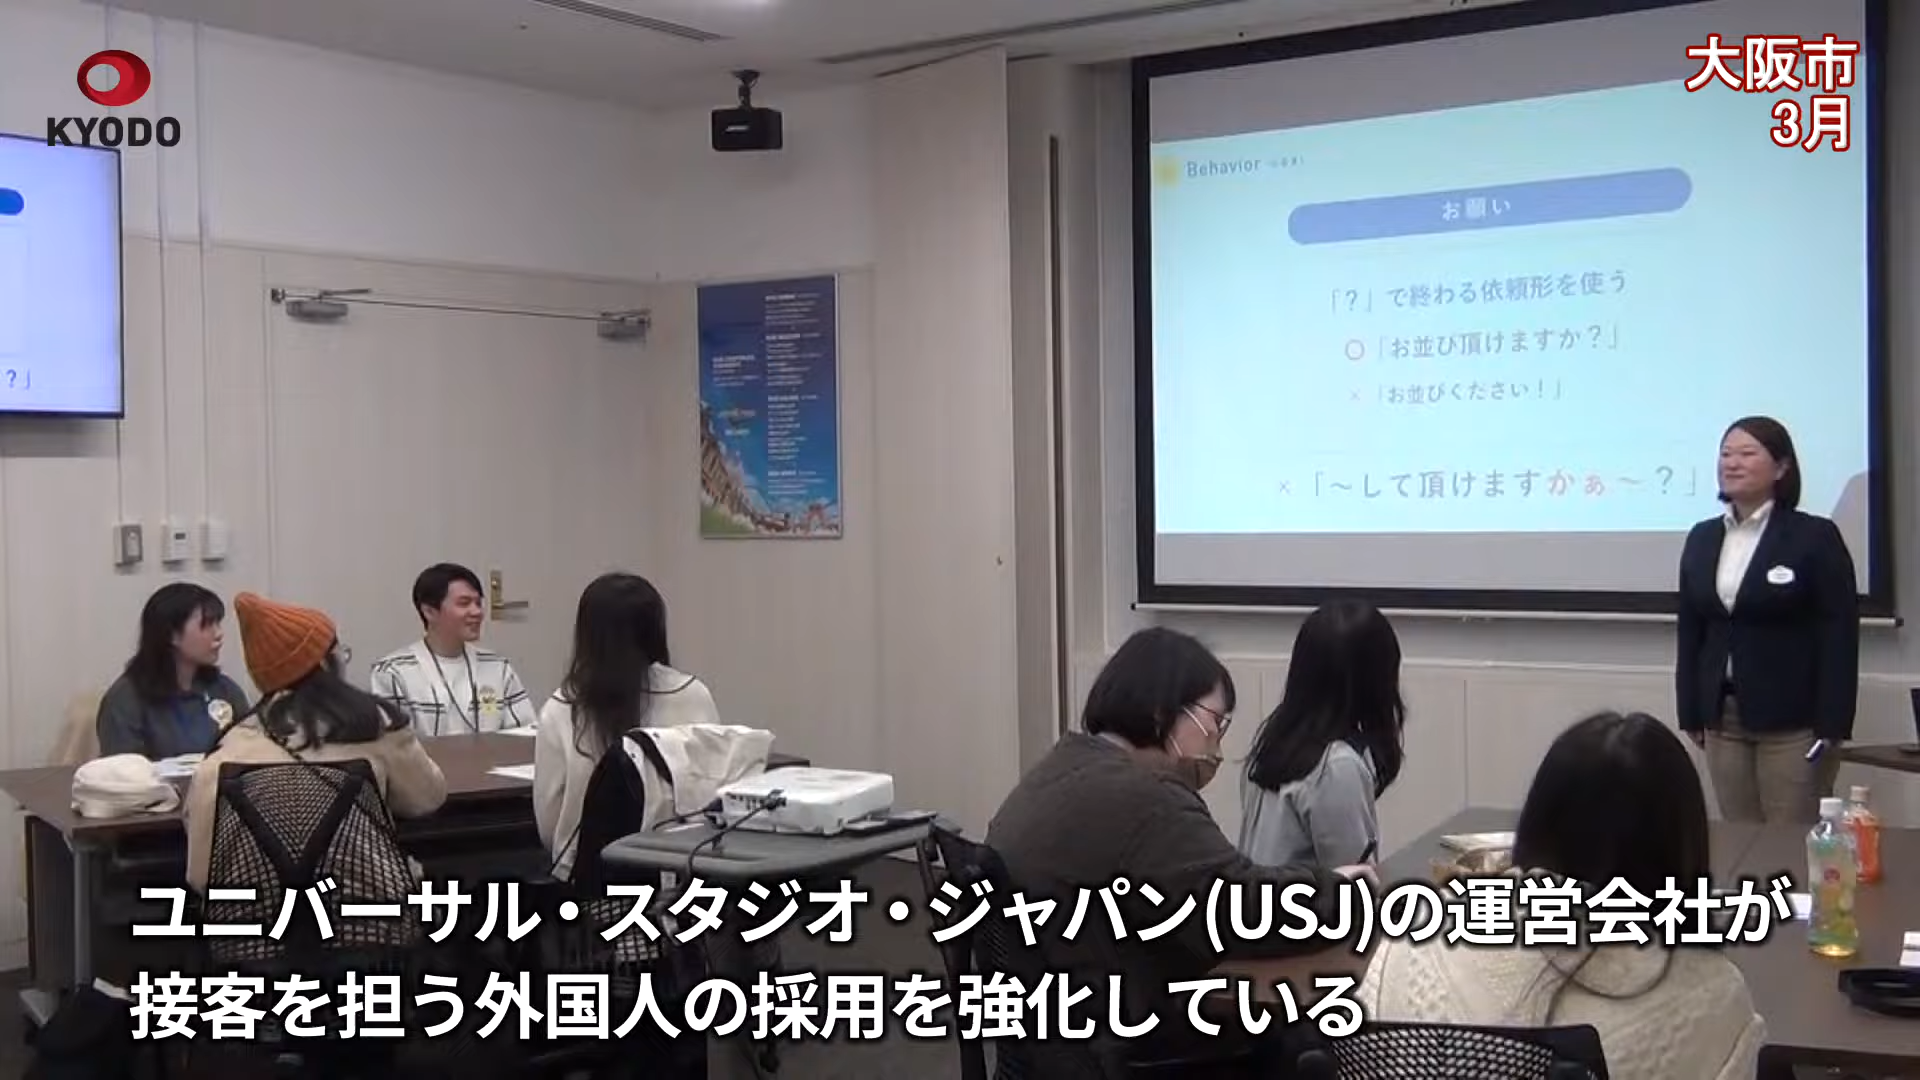 KYODO
大阪市
3月
Behavior
お願い
「?」で終わる依頼形を使う
○「お並び頂けますか?」
×「お並びください!」
×「～して頂けますかぁ～?」
?」
ユニバーサル・スタジオ・ジャパン(USJ)の運営会社が
接客を担う外国人の採用を強化している